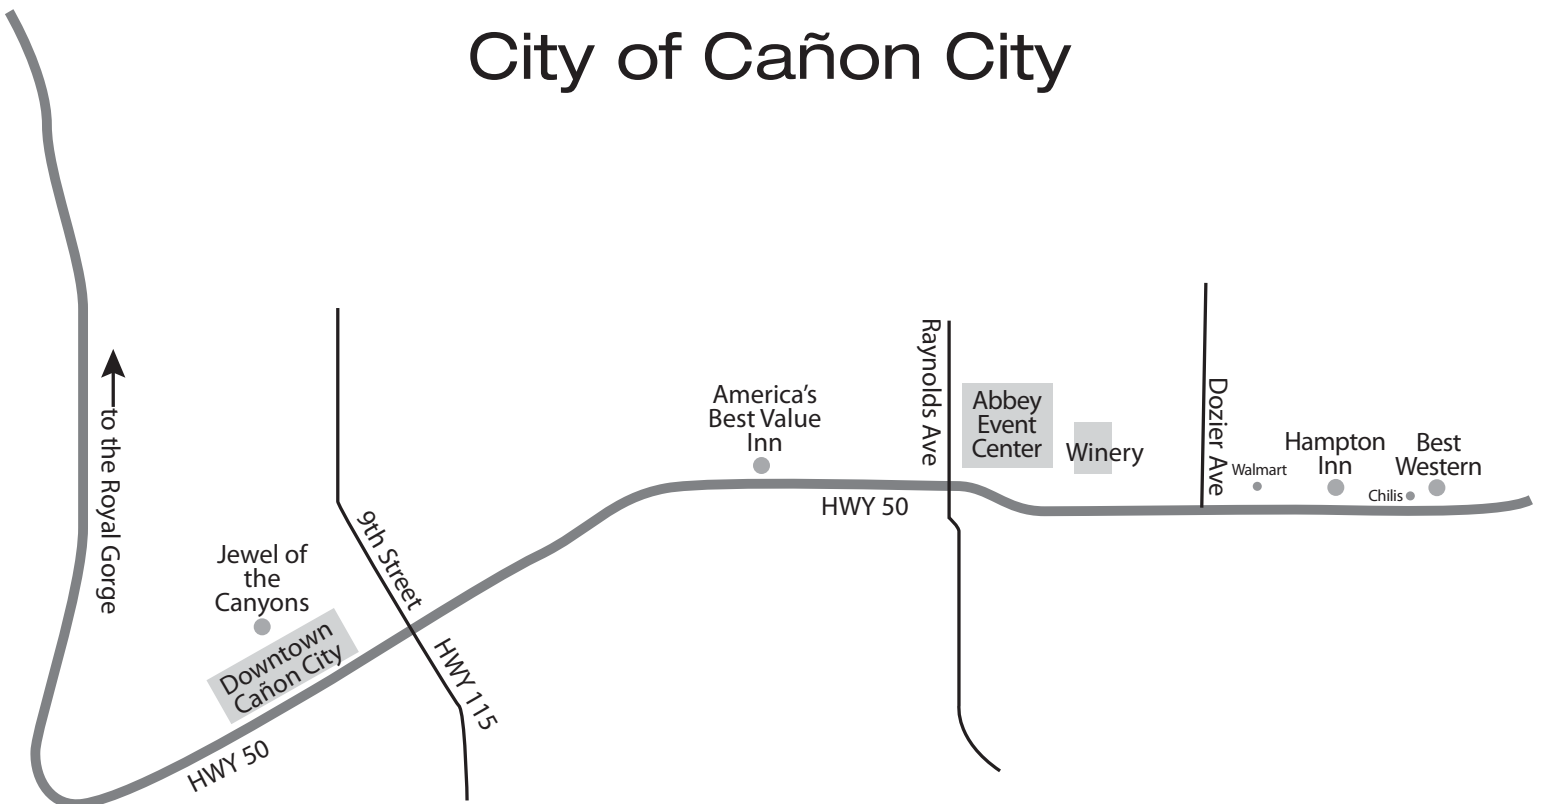 City of Cañon City
to the Royal Gorge
Jewel of
the
Canyons
Downtown
Cañon City
HWY 50
9th Street
HWY 115
America’s
Best Value
Inn
HWY 50
Raynolds Ave
Abbey
Event
Center
Winery
Dozier Ave
Walmart
Hampton
Inn
Chilis
Best
Western